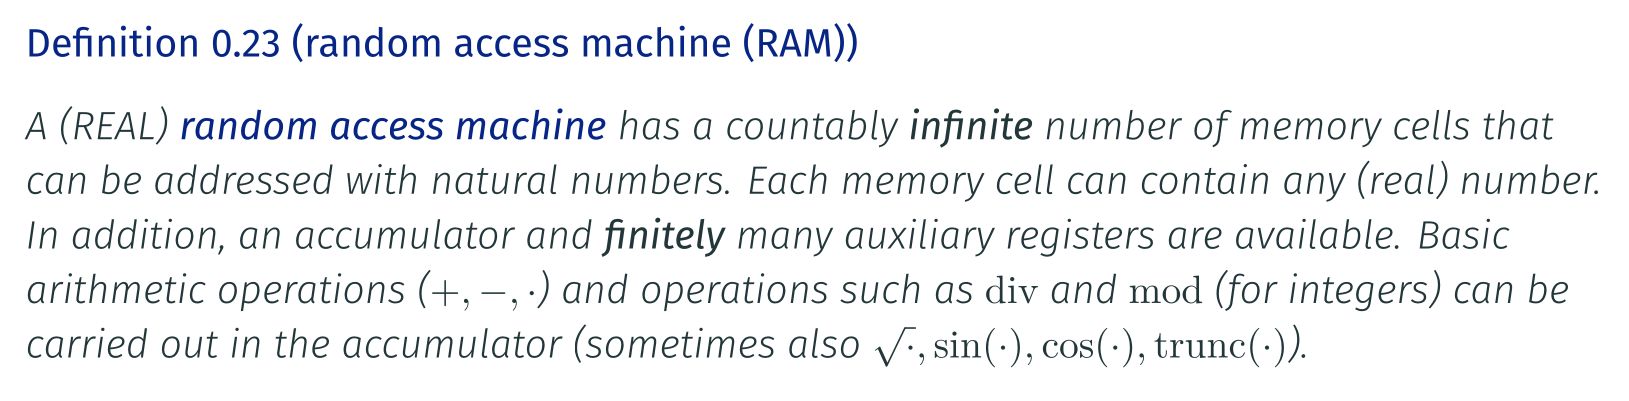 Definition 0.23 (random access machine (RAM))
A (REAL) random access machine has a countably infinite number of memory cells that
can be addressed with natural numbers. Each memory cell can contain any (real) number.
In addition, an accumulator and finitely many auxiliary registers are available. Basic
arithmetic operations (+, −, ·) and operations such as div and mod (for integers) can be
carried out in the accumulator (sometimes also √·, sin(·), cos(·), trunc(·)).